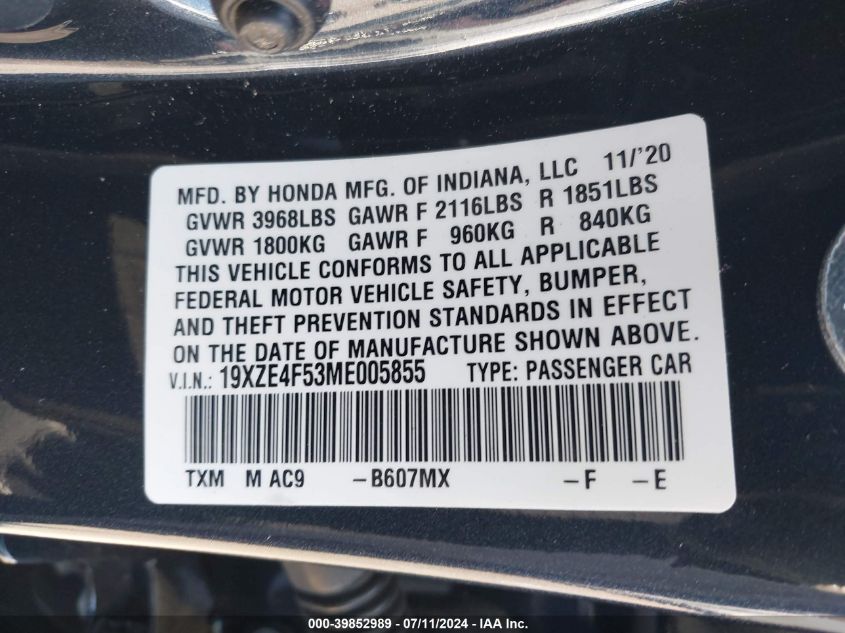 MFD. BY HONDA MFG. OF INDIANA, LLC 11/'20
GVWR 3968LBS GAWR F 2116LBS R 1851LBS
GVWR 1800KG GAWR F 960KG R 840KG
THIS VEHICLE CONFORMS TO ALL APPLICABLE
FEDERAL MOTOR VEHICLE SAFETY, BUMPER,
AND THEFT PREVENTION STANDARDS IN EFFECT
ON THE DATE OF MANUFACTURE SHOWN ABOVE.
V.I.N.: 19XZE4F53ME005855 TYPE: PASSENGER CAR
TXM M AC9 -B607MX -F -E
000-39852989 - 07/11/2024 - IAA Inc.